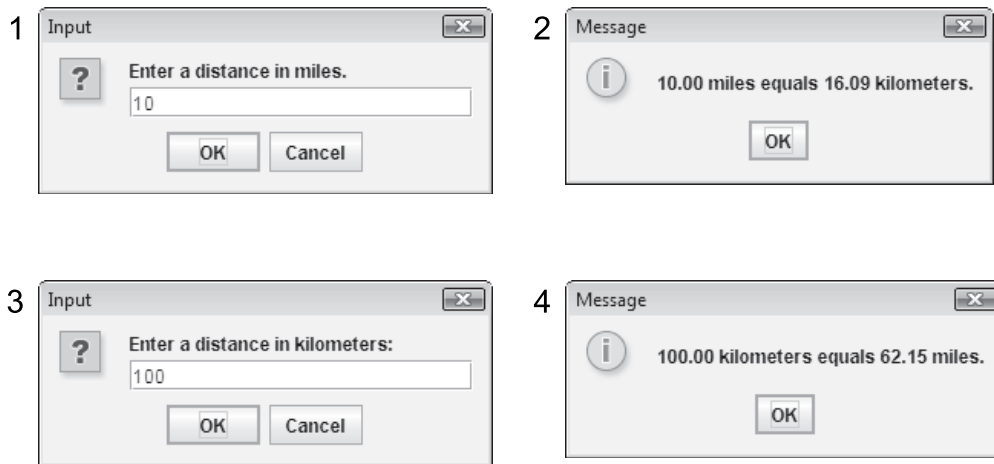 1
Input
?
Enter a distance in miles.
10
OK
Cancel
2
Message
i
10.00 miles equals 16.09 kilometers.
OK
3
Input
?
Enter a distance in kilometers:
100
OK
Cancel
4
Message
i
100.00 kilometers equals 62.15 miles.
OK